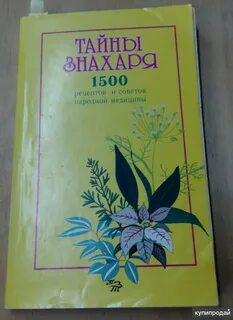 ТАЙНЫ
ЗНАХАРЯ
1500
рецептов и советов
народной медицины
купипродай